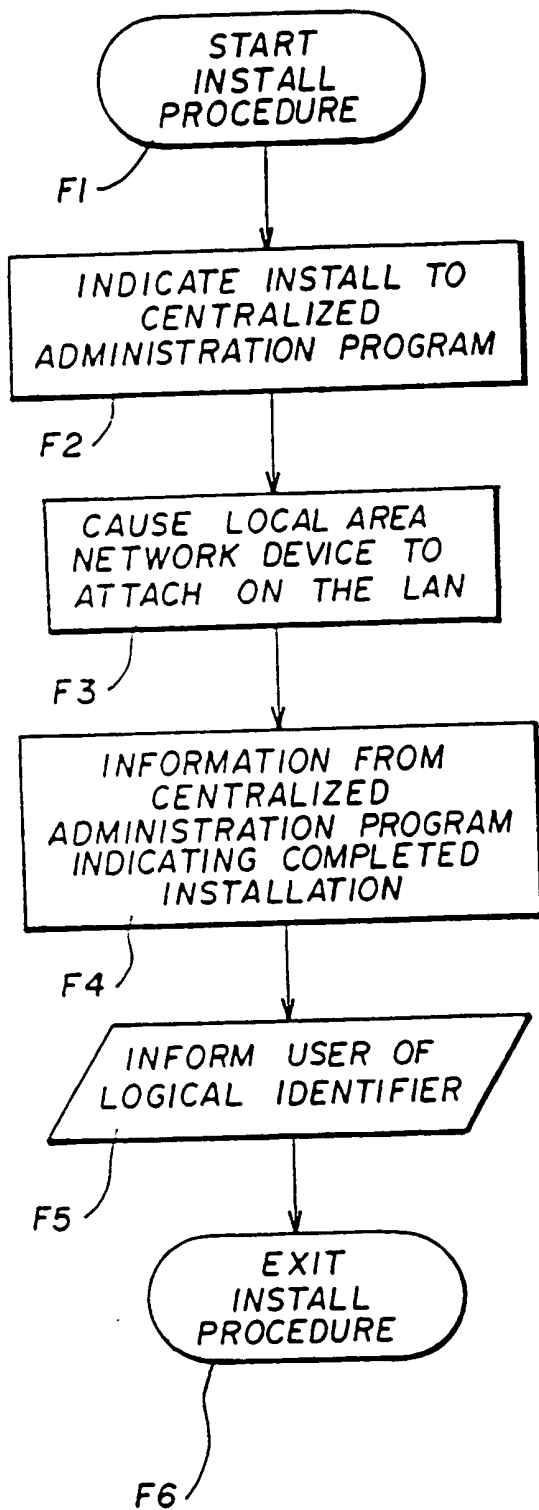 START
INSTALL
PROCEDURE
F1
INDICATE INSTALL TO
CENTRALIZED
ADMINISTRATION PROGRAM
F2
CAUSE LOCAL AREA
NETWORK DEVICE TO
ATTACH ON THE LAN
F3
INFORMATION FROM
CENTRALIZED
ADMINISTRATION PROGRAM
INDICATING COMPLETED
INSTALLATION
F4
INFORM USER OF
LOGICAL IDENTIFIER
F5
EXIT
INSTALL
PROCEDURE
F6